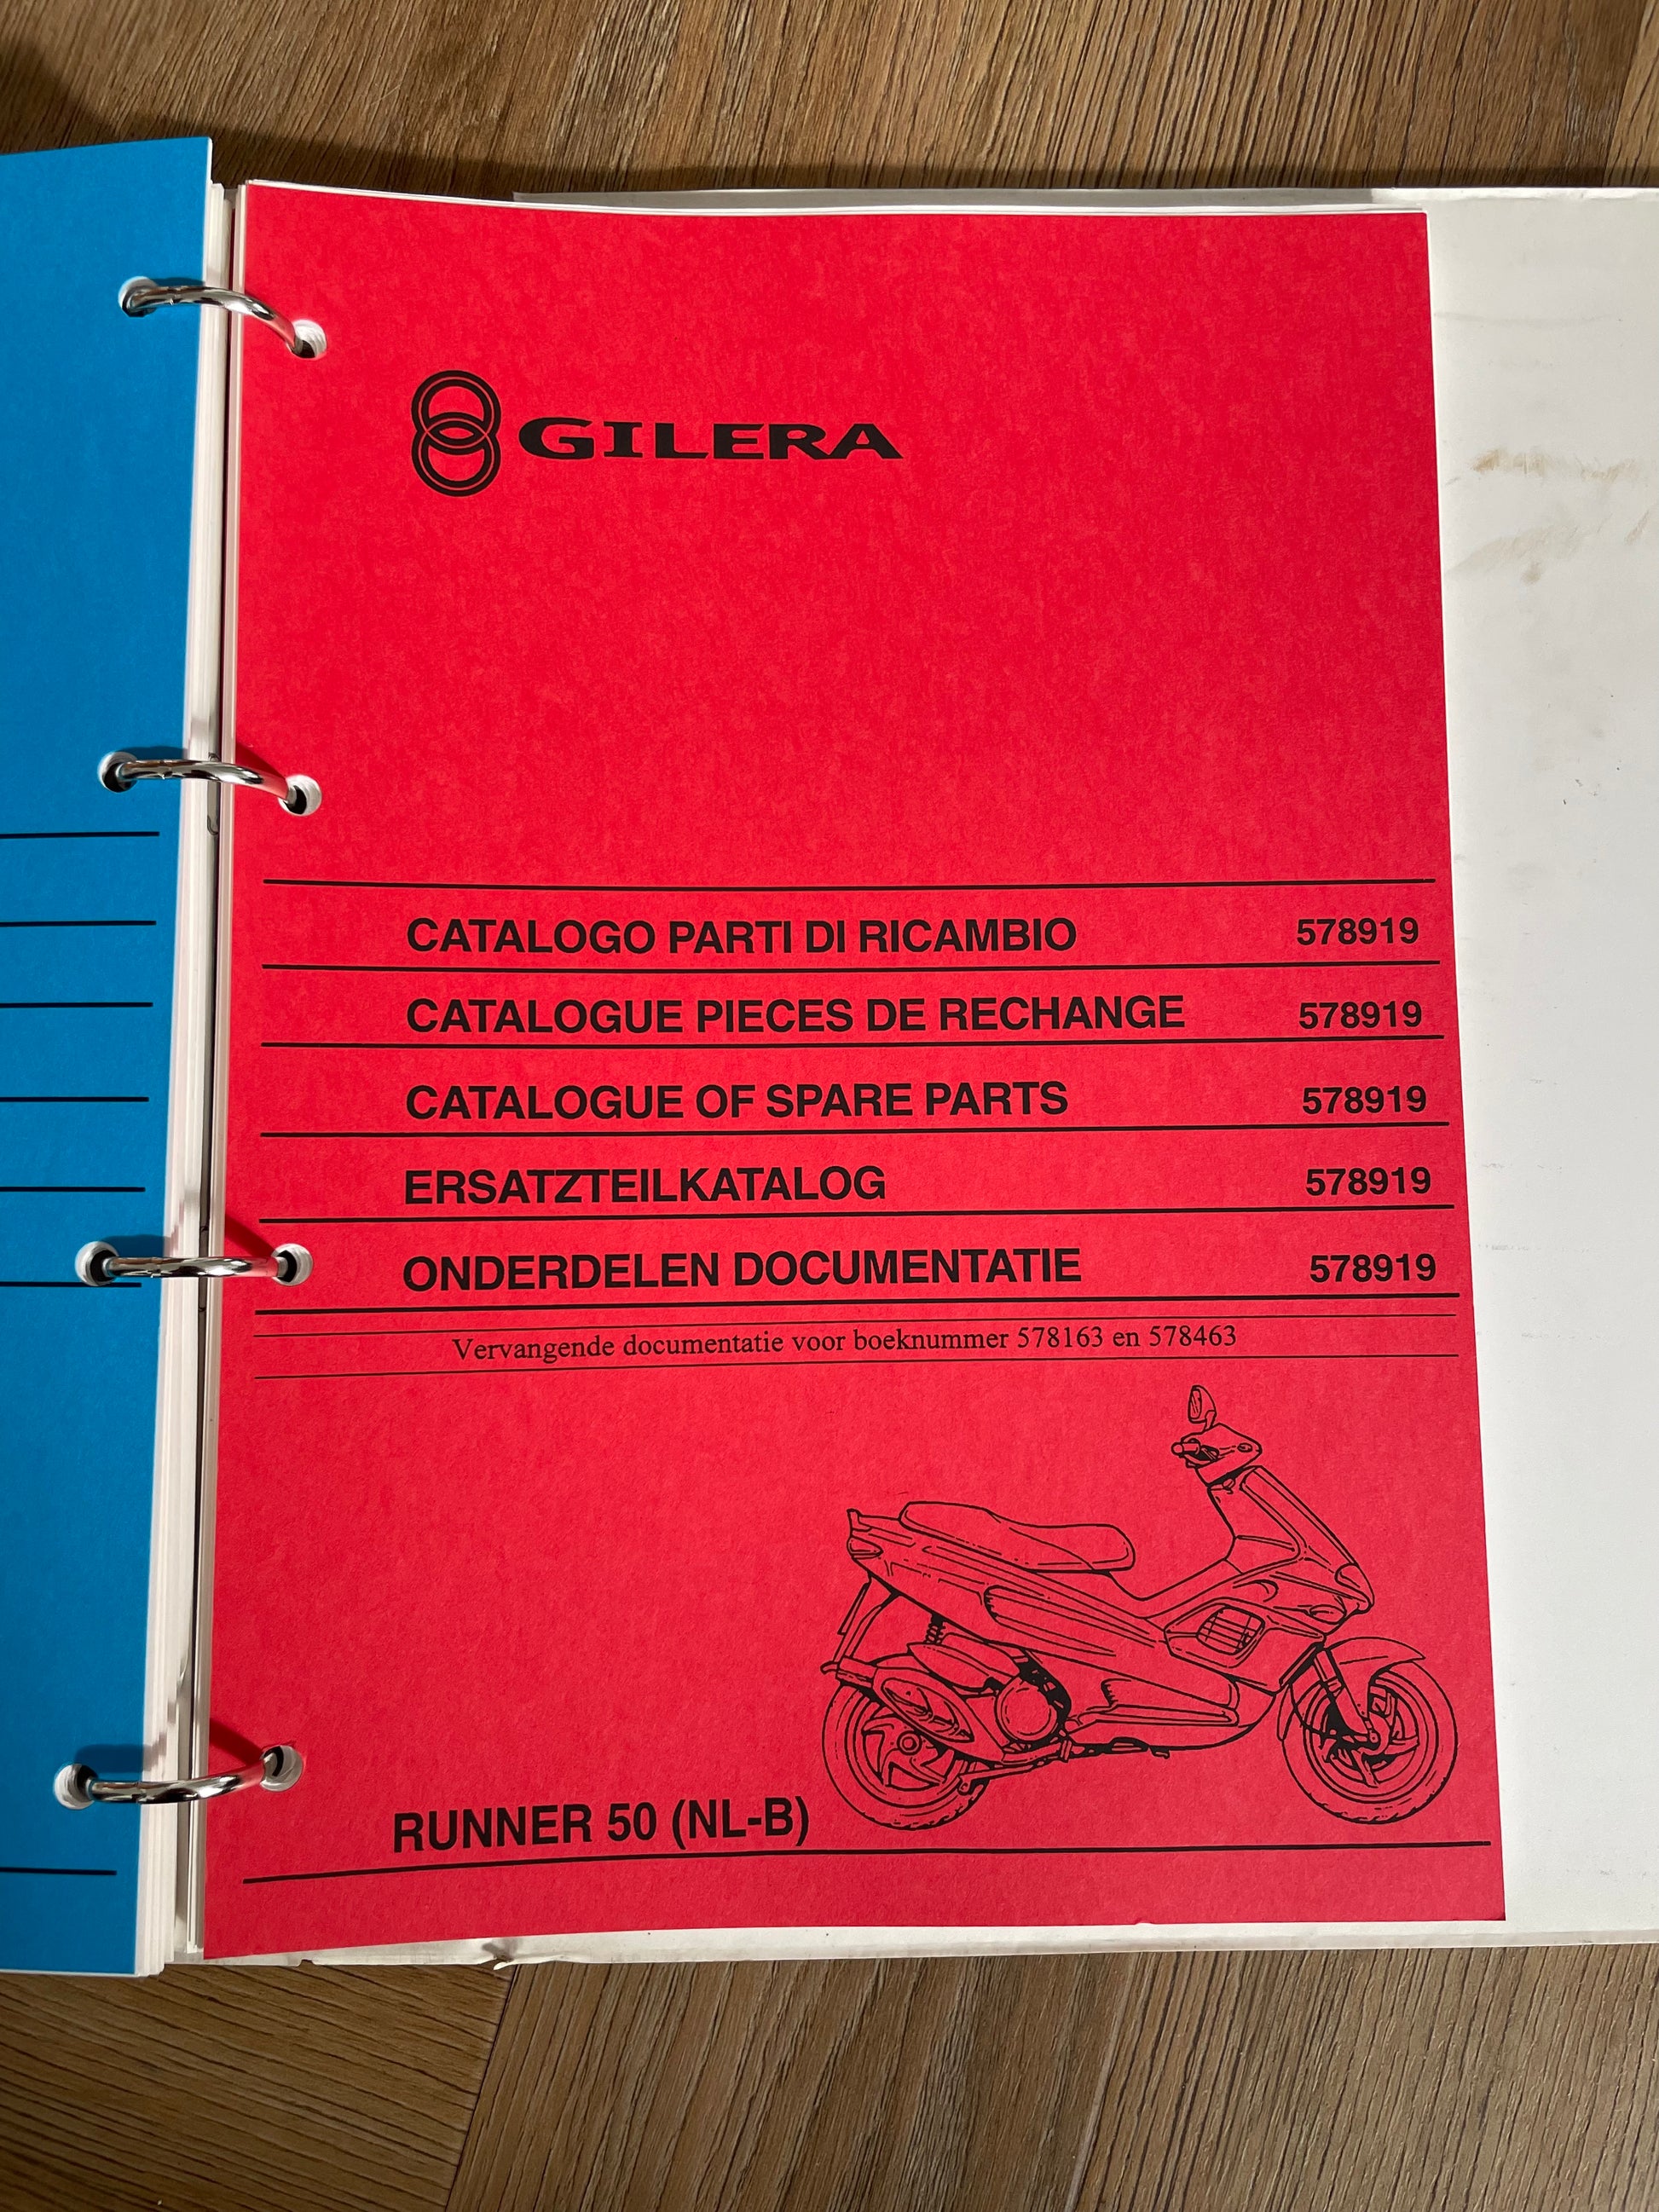 GILERA
CATALOGO PARTI DI RICAMBIO 578919
CATALOGUE PIECES DE RECHANGE 578919
CATALOGUE OF SPARE PARTS 578919
ERSATZTEILKATALOG 578919
ONDERDELEN DOCUMENTATIE 578919
Vervangende documentatie voor boeknummer 578163 en 578463
RUNNER 50 (NL-B)